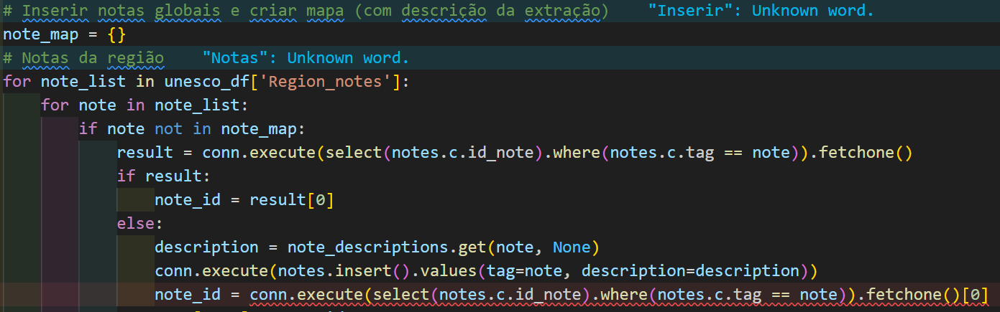 # Inserir notas globais e criar mapa (com descrição da extração)    "Inserir": Unknown word.
note_map = {}
# Notas da região    "Notas": Unknown word.
for note_list in unesco_df['Region_notes']:
    for note in note_list:
        if note not in note_map:
            result = conn.execute(select(notes.c.id_note).where(notes.c.tag == note)).fetchone()
            if result:
                note_id = result[0]
            else:
                description = note_descriptions.get(note, None)
                conn.execute(notes.insert().values(tag=note, description=description))
                note_id = conn.execute(select(notes.c.id_note).where(notes.c.tag == note)).fetchone()[0]